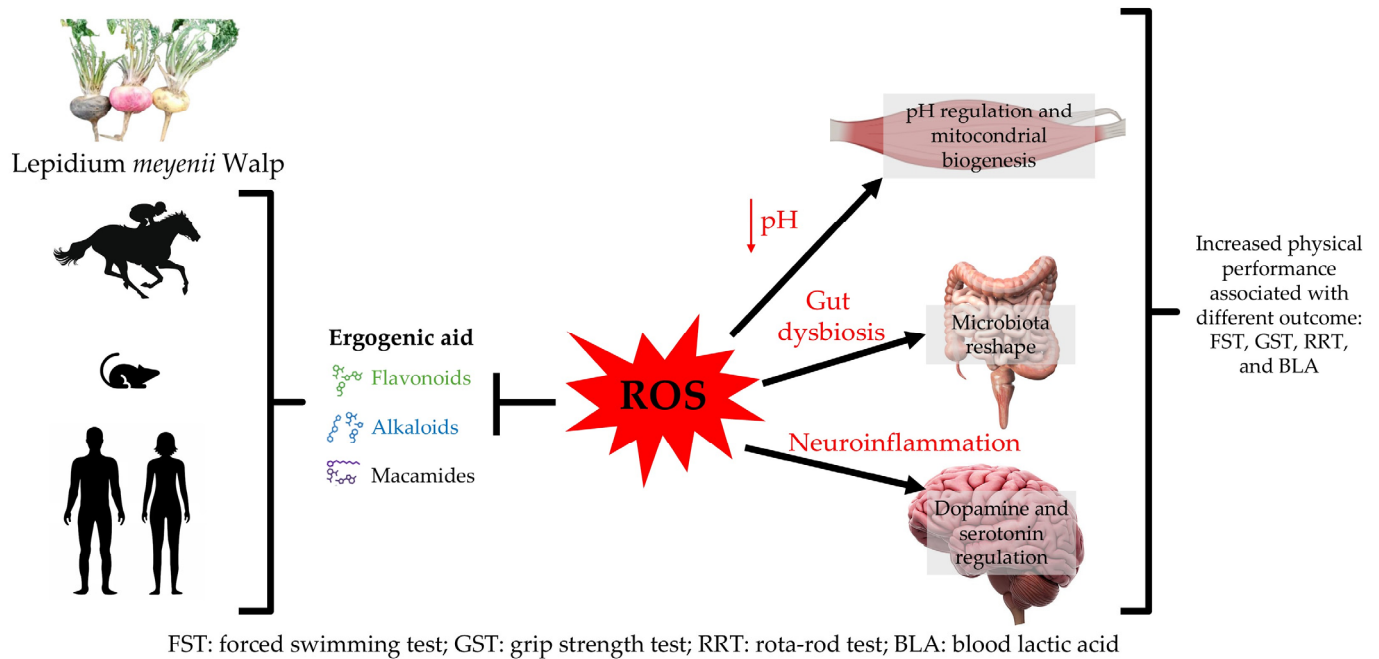 Lepidium meyenii Walp
Ergogenic aid
Flavonoids
Alkaloids
Macamides
ROS
pH
Gut
dysbiosis
Neuroinflammation
pH regulation and
mitocondrial
biogenesis
Microbiota
reshape
Dopamine and
serotonin
regulation
Increased physical
performance
associated with
different outcome:
FST, GST, RRT,
and BLA
FST: forced swimming test; GST: grip strength test; RRT: rota-rod test; BLA: blood lactic acid